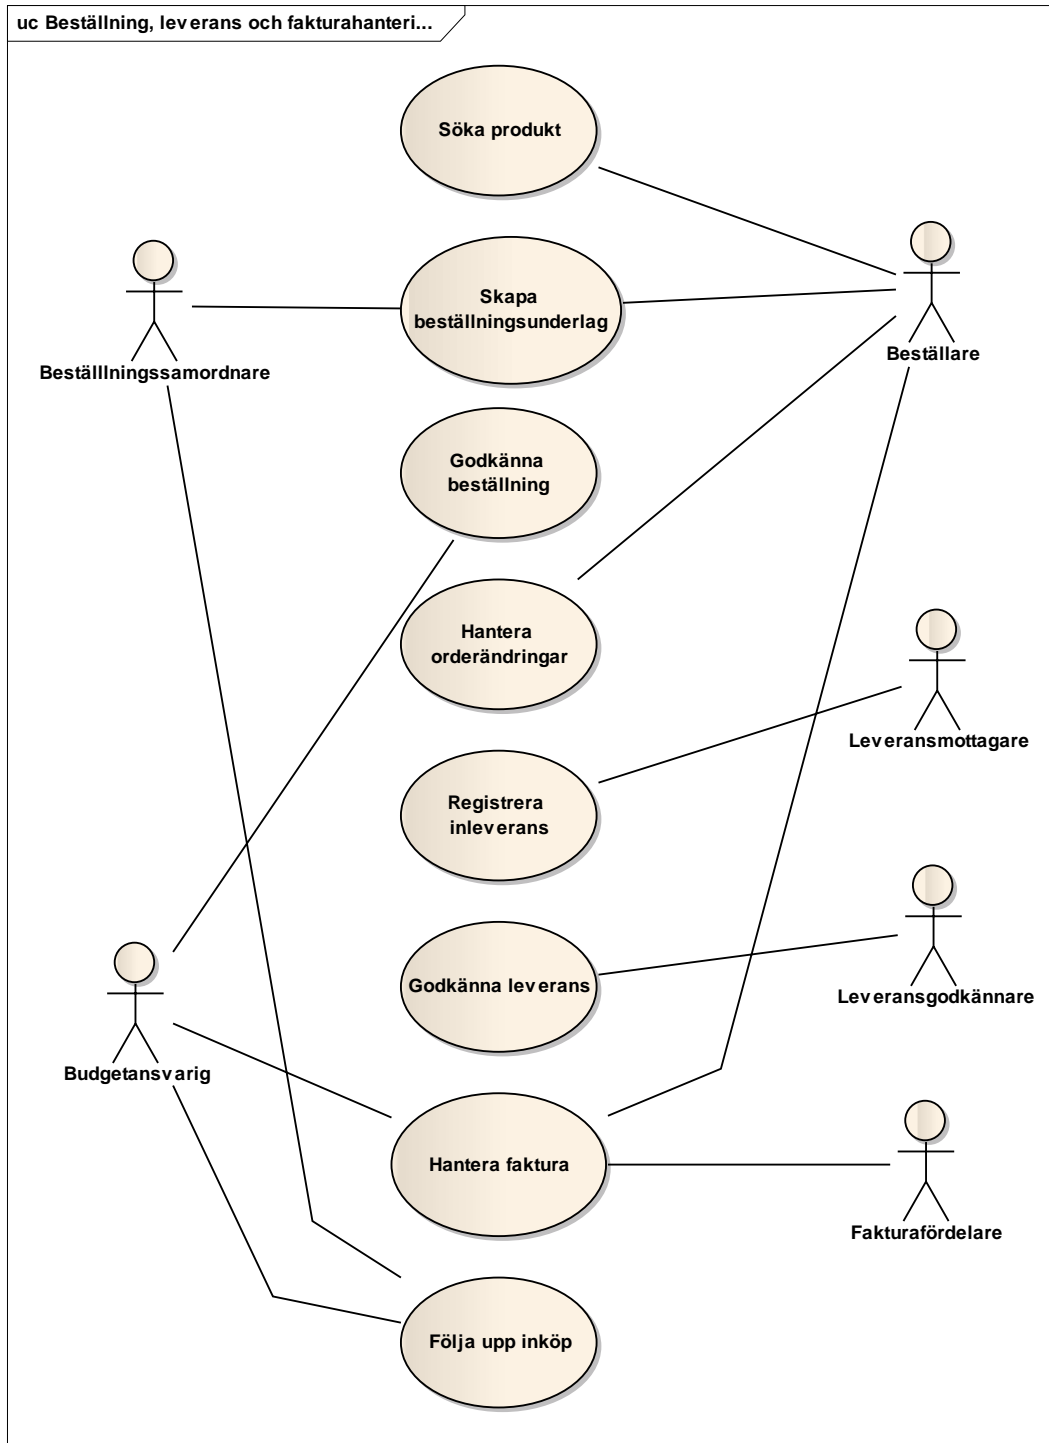 uc Beställning, leverans och fakturahanteri...
Söka produkt
Skapa
beställningsunderlag
Beställlningssamordnare
Beställare
Godkänna
beställning
Hantera
orderändringar
Leveransmottagare
Registrera
inleverans
Godkänna leverans
Leveransgodkännare
Budgetansvarig
Hantera faktura
Fakturafördelare
Följa upp inköp